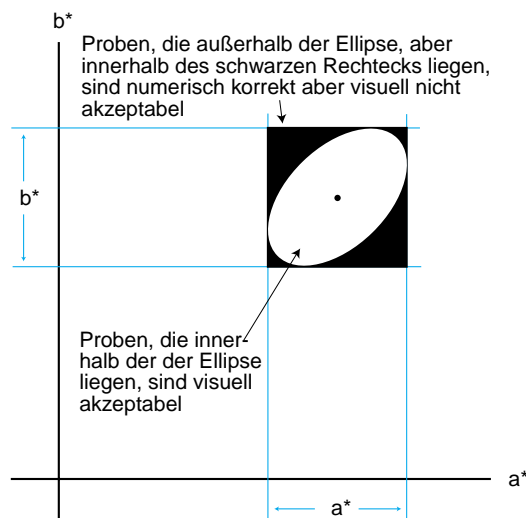 b*
Proben, die außerhalb der Ellipse, aber
innerhalb des schwarzen Rechtecks liegen,
sind numerisch korrekt aber visuell nicht
akzeptabel
b*
Proben, die inner-
halb der der Ellipse
liegen, sind visuell
akzeptabel
a*
a*